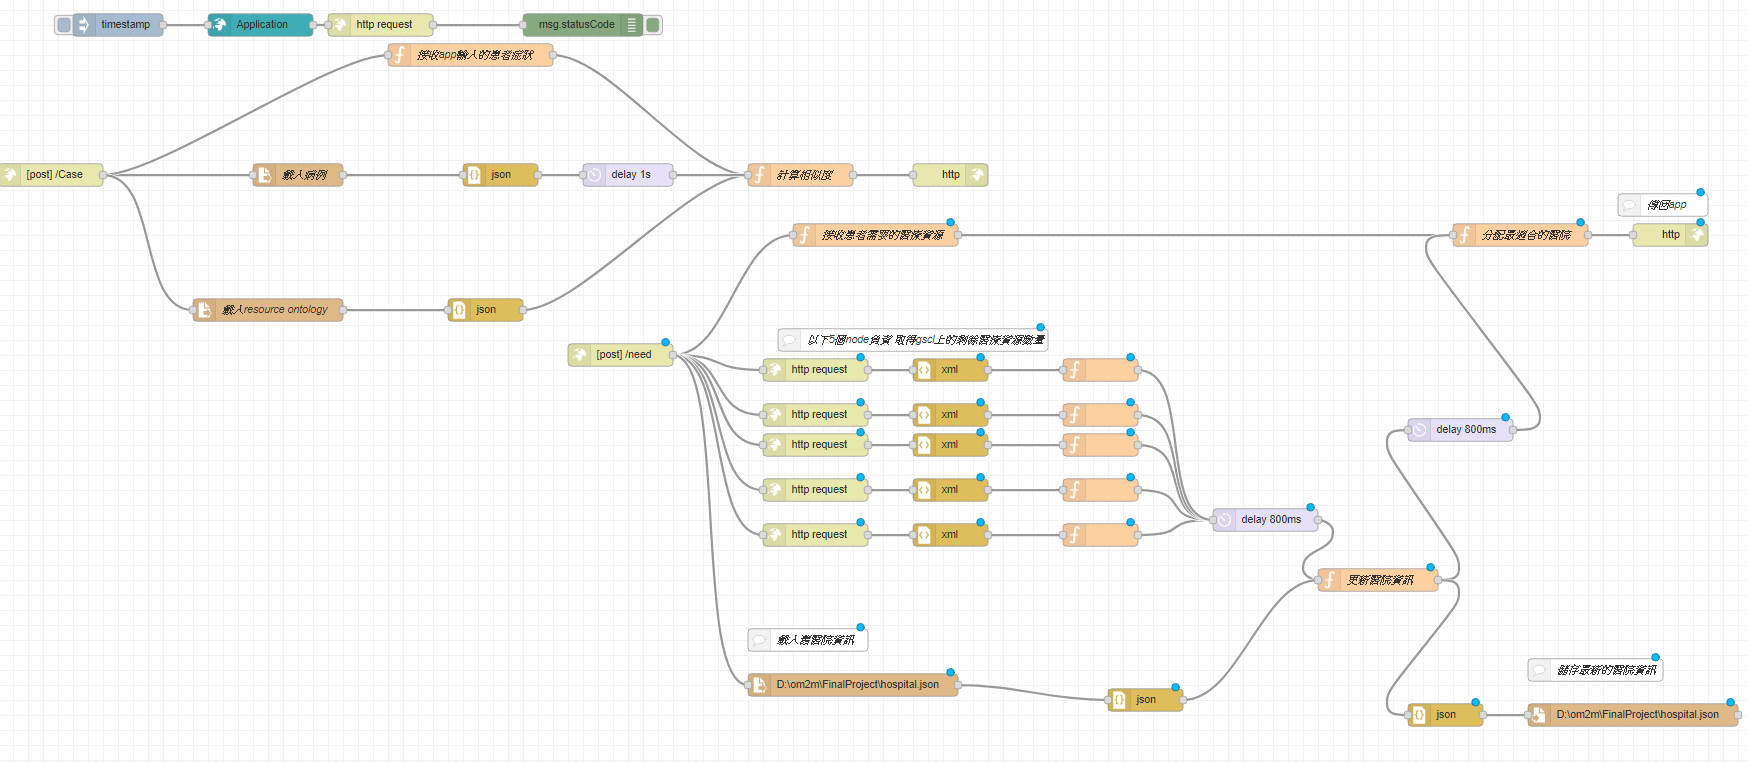 timestamp
Application
http request
msg.statusCode
接收app輸入的患者症狀
[post] /Case
載入病例
json
delay 1s
計算相似度
http
傳回app
接收患者需要的醫療資源
分配最適合的醫院
http
載入resource ontology
json
以下5個node負責 取得gscl上的剩餘醫療資源數量
[post] /need
http request
xml
http request
xml
delay 800ms
http request
xml
http request
xml
delay 800ms
http request
xml
更新醫院資訊
載入舊醫院資訊
儲存最新的醫院資訊
D:\om2m\FinalProject\hospital.json
json
json
D:\om2m\FinalProject\hospital.json